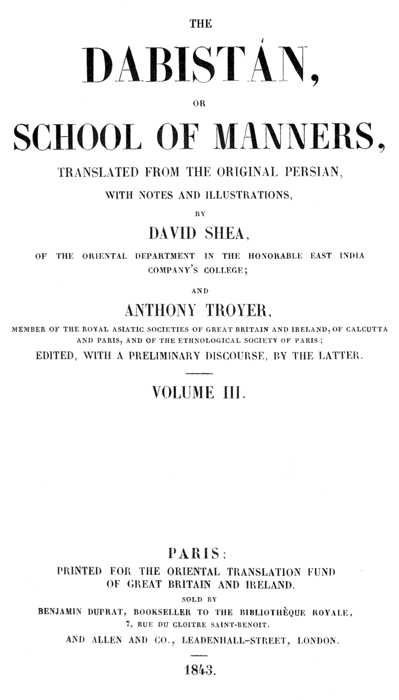 THE
DABISTÁN,
OR
SCHOOL OF MANNERS,
TRANSLATED FROM THE ORIGINAL PERSIAN,
WITH NOTES AND ILLUSTRATIONS,
BY
DAVID SHEA,
OF THE ORIENTAL DEPARTMENT IN THE HONORABLE EAST INDIA
COMPANY'S COLLEGE;
AND
ANTHONY TROYER,
MEMBER OF THE ROYAL ASIATIC SOCIETIES OF GREAT BRITAIN AND IRELAND, OF CALCUTTA
AND PARIS, AND OF THE ETHNOLOGICAL SOCIETY OF PARIS;
EDITED, WITH A PRELIMINARY DISCOURSE, BY THE LATTER.
VOLUME III.
PARIS:
PRINTED FOR THE ORIENTAL TRANSLATION FUND
OF GREAT BRITAIN AND IRELAND.
SOLD BY
BENJAMIN DUPRAT, BOOKSELLER TO THE BIBLIOTHÈQUE ROYALE,
7, RUE DU CLOITRE SAINT-BENOIT.
AND ALLEN AND CO., LEADENHALL-STREET, LONDON.
1843.